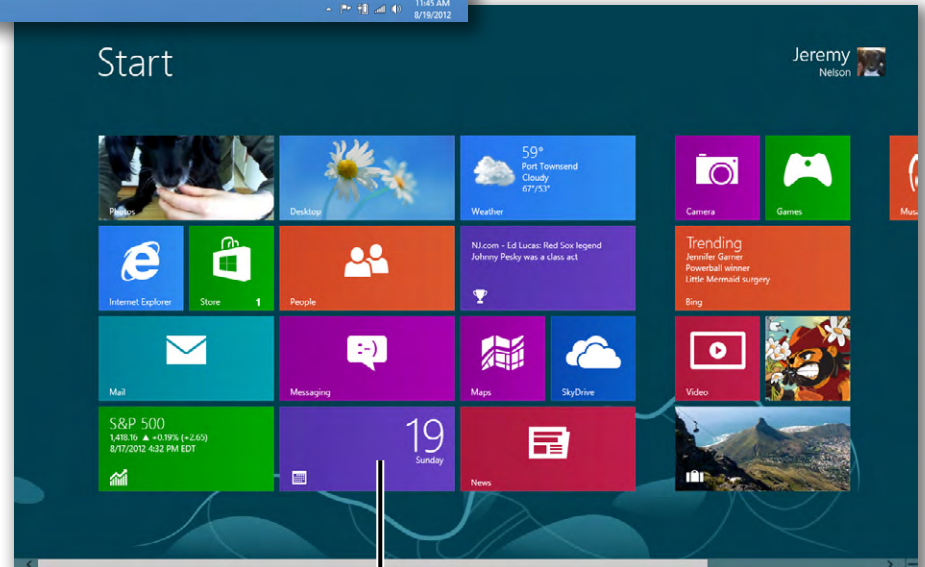 11:45 AM
8/19/2012
Start
Jeremy
Nelson
Photos
Desktop
59°
Port Townsend
Cloudy
67°/53°
Weather
Camera
Games
Mus
Internet Explorer
Store 1
People
NJ.com - Ed Lucas: Red Sox legend
Johnny Pesky was a class act
Trending
Jennifer Garner
Powerball winner
Little Mermaid surgery
Bing
Mail
Messaging
:-)
Maps
SkyDrive
Video
S&P 500
1,418.16 ▲ +0.19% (+2.65)
8/17/2012 4:32 PM EDT
19
Sunday
News